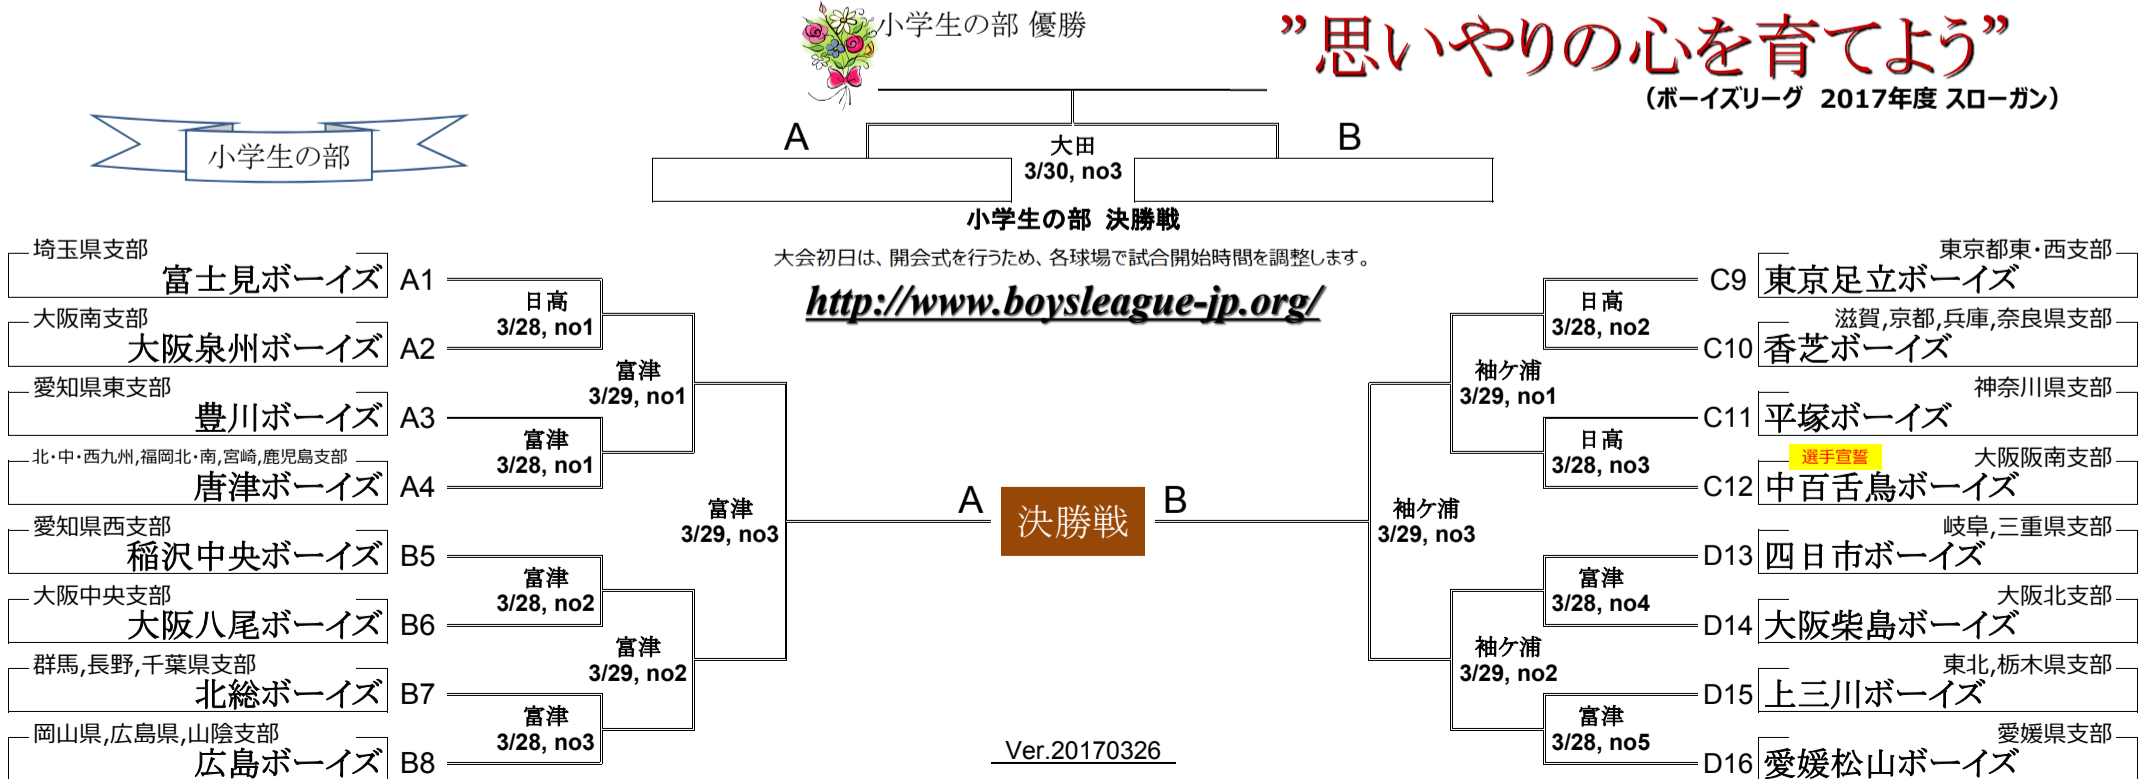 小学生の部 優勝
”思いやりの心を育てよう”
（ボーイズリーグ 2017年度 スローガン）
小学生の部
A
B
大田
3/30, no3
小学生の部 決勝戦
大会初日は、開会式を行うため、各球場で試合開始時間を調整します。
http://www.boysleague-jp.org/
埼玉県支部
富士見ボーイズ A1
大阪南支部
大阪泉州ボーイズ A2
愛知県東支部
豊川ボーイズ A3
北・中・西九州,福岡北・南,宮崎,鹿児島支部
唐津ボーイズ A4
愛知県西支部
稲沢中央ボーイズ B5
大阪中央支部
大阪八尾ボーイズ B6
群馬,長野,千葉県支部
北総ボーイズ B7
岡山県,広島県,山陰支部
広島ボーイズ B8
日高
3/28, no1
富津
3/28, no1
富津
3/28, no2
富津
3/28, no3
富津
3/29, no1
富津
3/29, no2
富津
3/29, no3
A 決勝戦 B
袖ケ浦
3/29, no3
袖ケ浦
3/29, no1
袖ケ浦
3/29, no2
日高
3/28, no2
日高
3/28, no3
富津
3/28, no4
富津
3/28, no5
東京都東・西支部
C9 東京足立ボーイズ
滋賀,京都,兵庫,奈良県支部
C10 香芝ボーイズ
神奈川県支部
C11 平塚ボーイズ
選手宣誓 大阪阪南支部
C12 中百舌鳥ボーイズ
岐阜,三重県支部
D13 四日市ボーイズ
大阪北支部
D14 大阪柴島ボーイズ
東北,栃木県支部
D15 上三川ボーイズ
愛媛県支部
D16 愛媛松山ボーイズ
Ver.20170326